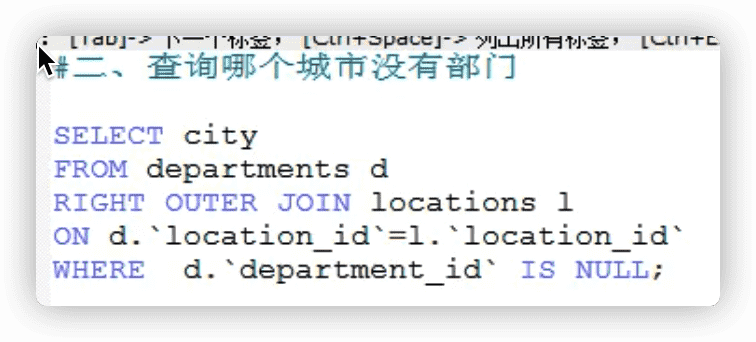 : [Tab]-> 下一个标签， [Ctrl+Space]-> 列出所有标签， [Ctrl+E
#二、查询哪个城市没有部门
SELECT city
FROM departments d
RIGHT OUTER JOIN locations l
ON d.`location_id`=l.`location_id`
WHERE  d.`department_id` IS NULL;